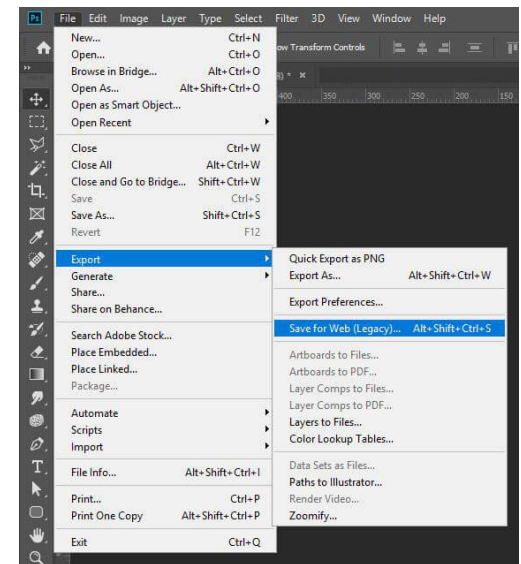 Ps File Edit Image Layer Type Select Filter 3D View Window Help
ow Transform Controls
8) * ×
400 350 300 250 200 150
New... Ctrl+N
Open... Ctrl+O
Browse in Bridge... Alt+Ctrl+O
Open As... Alt+Shift+Ctrl+O
Open as Smart Object...
Open Recent
Close Ctrl+W
Close All Alt+Ctrl+W
Close and Go to Bridge... Shift+Ctrl+W
Save Ctrl+S
Save As... Shift+Ctrl+S
Revert F12
Export
Generate
Share...
Share on Behance...
Search Adobe Stock...
Place Embedded...
Place Linked...
Package...
Automate
Scripts
Import
File Info... Alt+Shift+Ctrl+I
Print... Ctrl+P
Print One Copy Alt+Shift+Ctrl+P
Exit Ctrl+Q
Quick Export as PNG
Export As... Alt+Shift+Ctrl+W
Export Preferences...
Save for Web (Legacy)... Alt+Shift+Ctrl+S
Artboards to Files...
Artboards to PDF...
Layer Comps to Files...
Layer Comps to PDF...
Layers to Files...
Color Lookup Tables...
Data Sets as Files...
Paths to Illustrator...
Render Video...
Zoomify...